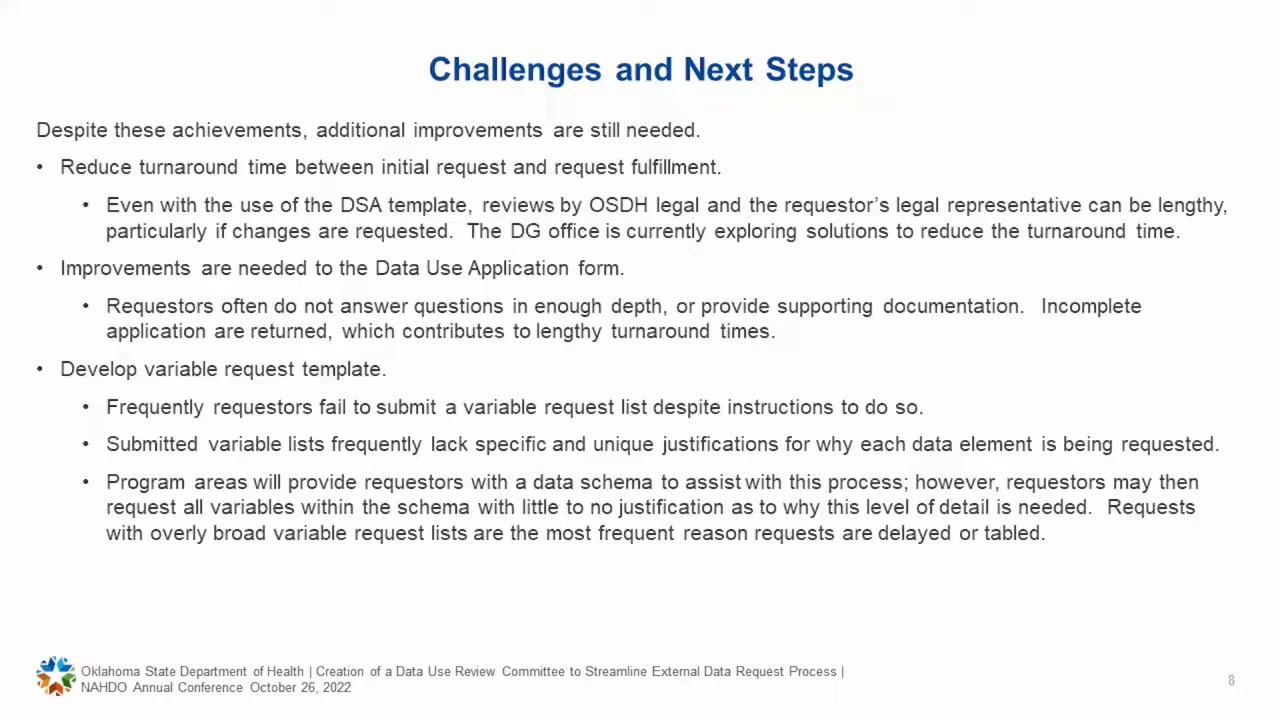 Challenges and Next Steps
Despite these achievements, additional improvements are still needed.
• Reduce turnaround time between initial request and request fulfillment.
• Even with the use of the DSA template, reviews by OSDH legal and the requestor’s legal representative can be lengthy,
particularly if changes are requested.  The DG office is currently exploring solutions to reduce the turnaround time.
• Improvements are needed to the Data Use Application form.
• Requestors often do not answer questions in enough depth, or provide supporting documentation.  Incomplete
application are returned, which contributes to lengthy turnaround times.
• Develop variable request template.
• Frequently requestors fail to submit a variable request list despite instructions to do so.
• Submitted variable lists frequently lack specific and unique justifications for why each data element is being requested.
• Program areas will provide requestors with a data schema to assist with this process; however, requestors may then
request all variables within the schema with little to no justification as to why this level of detail is needed.  Requests
with overly broad variable request lists are the most frequent reason requests are delayed or tabled.
Oklahoma State Department of Health | Creation of a Data Use Review Committee to Streamline External Data Request Process |
NAHDO Annual Conference October 26, 2022
8